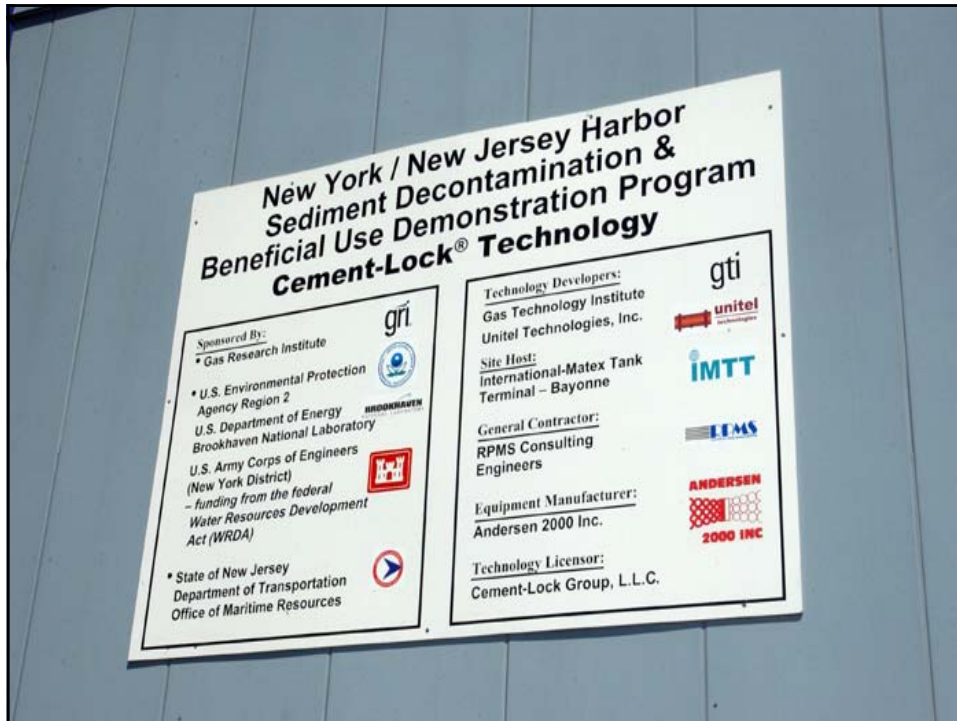 New York / New Jersey Harbor
Sediment Decontamination &
Beneficial Use Demonstration Program
Cement-Lock® Technology
Sponsored By:
gri
• Gas Research Institute
• U.S. Environmental Protection
Agency Region 2
U.S. Department of Energy
Brookhaven National Laboratory
BROOKHAVEN
NATIONAL LABORATORY
U.S. Army Corps of Engineers
(New York District)
– funding from the federal
Water Resources Development
Act (WRDA)
• State of New Jersey
Department of Transportation
Office of Maritime Resources
Technology Developers:
gti
Gas Technology Institute
Unitel Technologies, Inc.
unitel
technologies
Site Host:
International-Matex Tank
Terminal – Bayonne
IMTT
General Contractor:
RPMS Consulting
Engineers
RPMS
Equipment Manufacturer:
Andersen 2000 Inc.
ANDERSEN
2000 INC
Technology Licensor:
Cement-Lock Group, L.L.C.